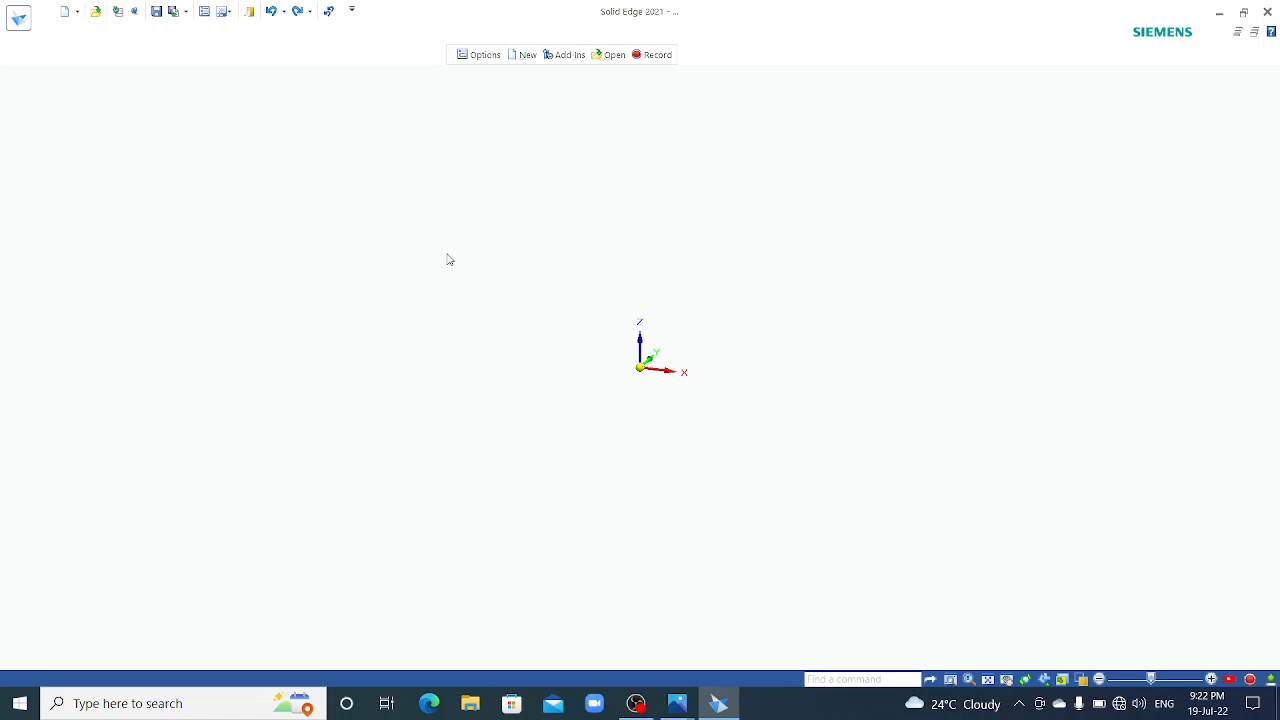 Solid Edge 2021 - ...
SIEMENS
Options New Add-Ins Open Record
Z
Y
X
Find a command
Type here to search
24°C Cloudy
ENG
9:22 PM
19-Jul-22